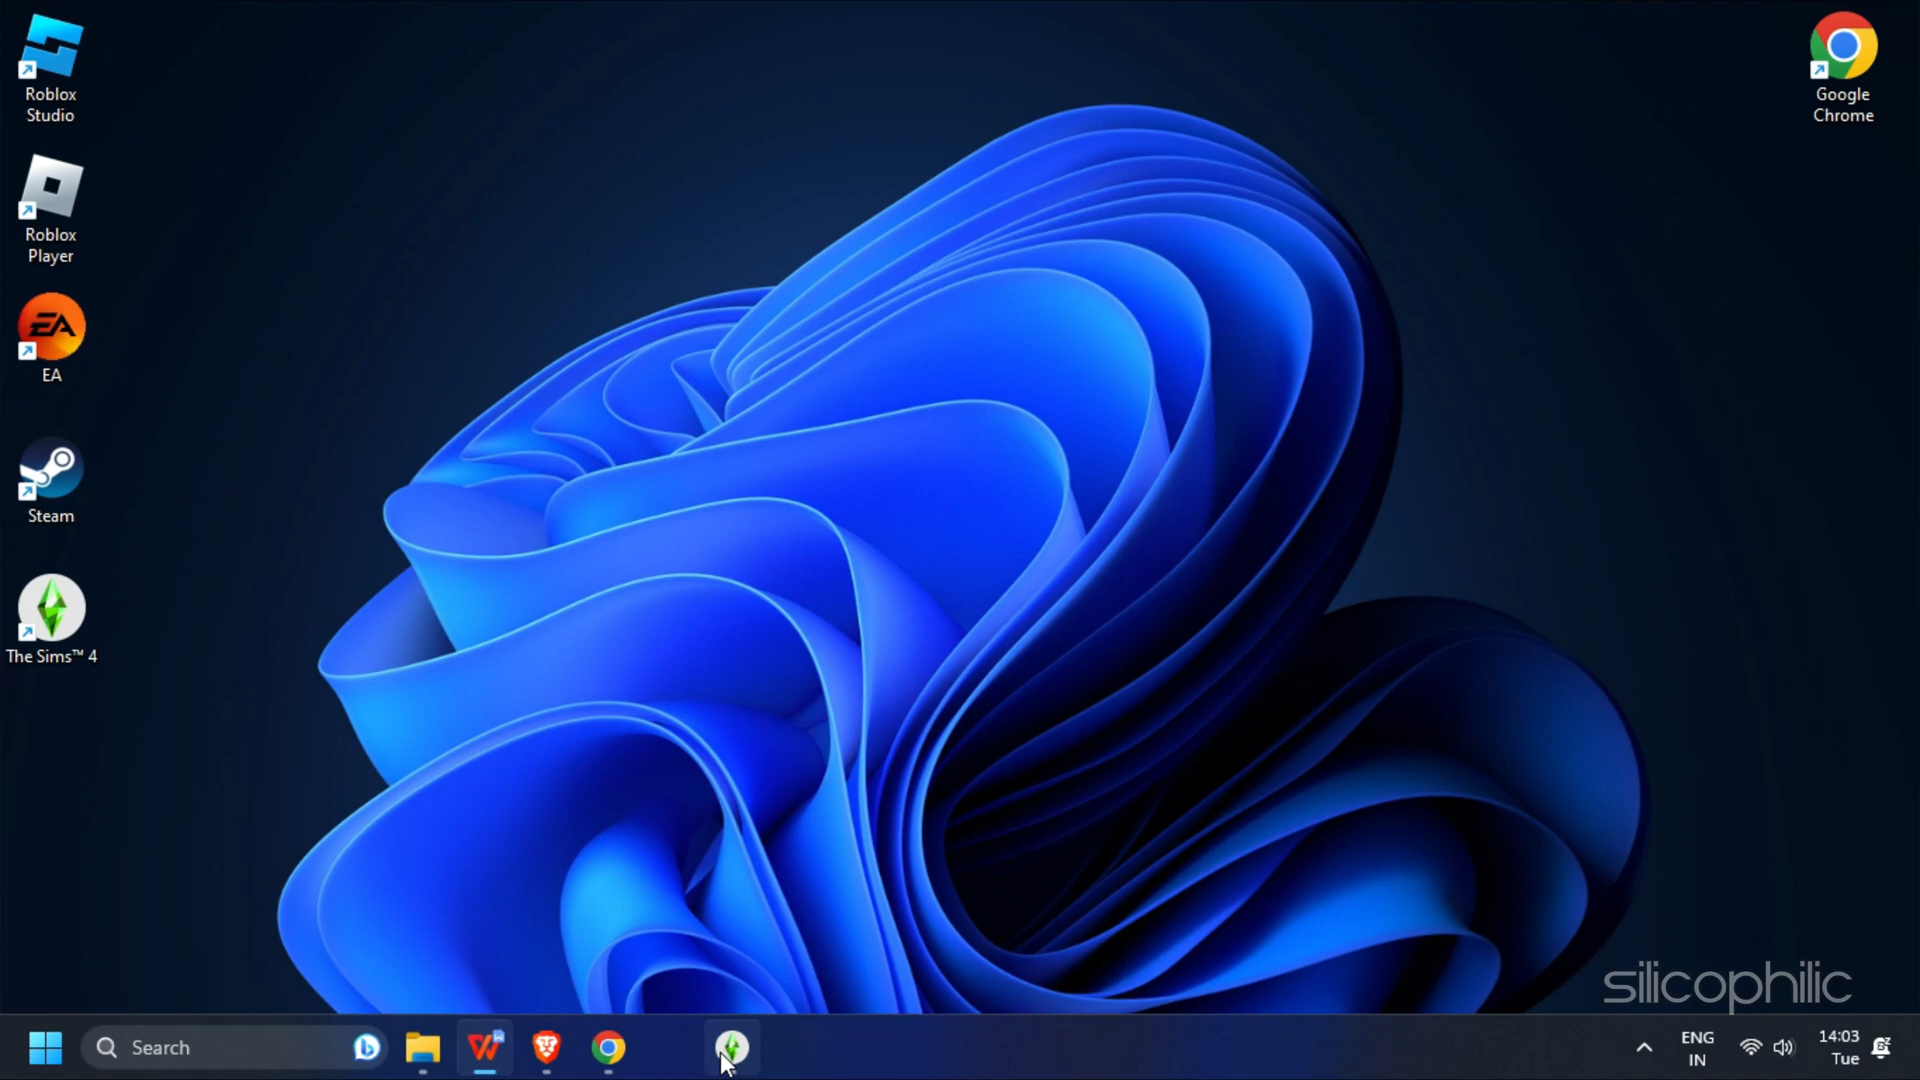 Roblox
Studio
Roblox
Player
EA
EA
Steam
The Sims™ 4
Google
Chrome
silicophilic
Search
b
W
W
ENG
IN
14:03
Tue